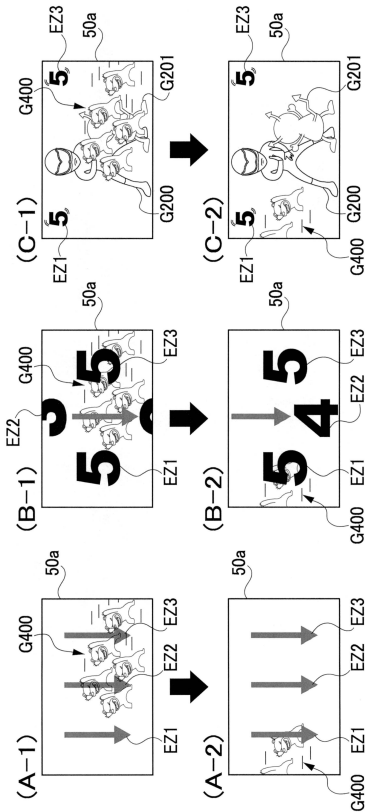 (A-1)
G400
50a
EZ1
EZ2
EZ3
(A-2)
50a
G400
EZ1
EZ2
EZ3
(B-1)
EZ2
G400
50a
5 5
EZ1
EZ3
(B-2)
50a
5 5
4
G400
EZ1
EZ2
EZ3
(C-1)
EZ1
G400
EZ3
50a
5 5
G200
G201
(C-2)
EZ1
EZ3
50a
5 5
G400
G200
G201